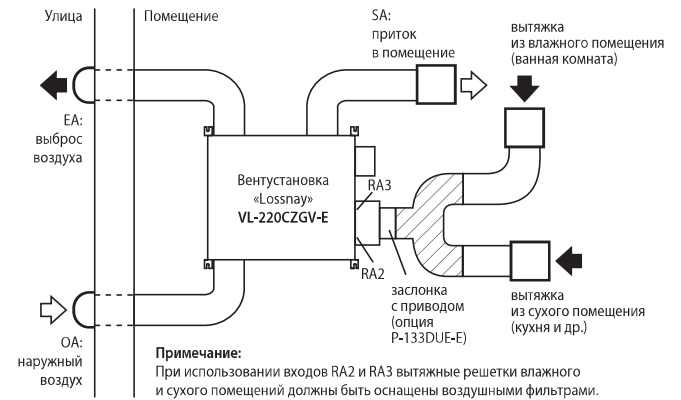 Улица
Помещение
SA:
приток
в помещение
вытяжка
из влажного помещения
(ванная комната)
EA:
выброс
воздуха
Вентустановка
«Lossnay»
VL-220CZGV-E
RA3
RA2
заслонка
с приводом
(опция
P-133DUE-E)
вытяжка
из сухого помещения
(кухня и др.)
OA:
наружный
воздух
Примечание:
При использовании входов RA2 и RA3 вытяжные решетки влажного
и сухого помещений должны быть оснащены воздушными фильтрами.